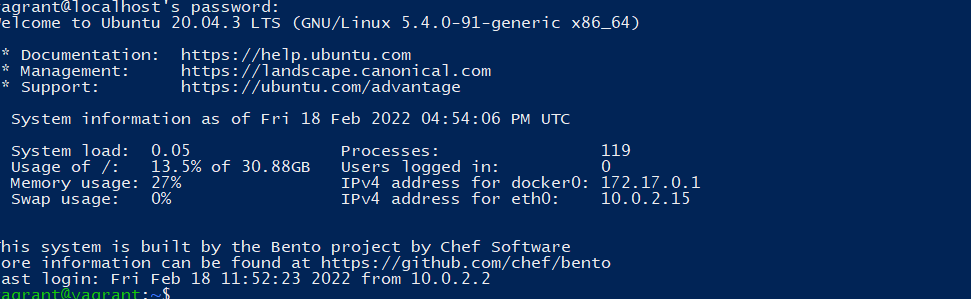 vagrant@localhost's password:
Welcome to Ubuntu 20.04.3 LTS (GNU/Linux 5.4.0-91-generic x86_64)
* Documentation:  https://help.ubuntu.com
* Management:     https://landscape.canonical.com
* Support:        https://ubuntu.com/advantage
System information as of Fri 18 Feb 2022 04:54:06 PM UTC
System load:  0.05               Processes:                119
Usage of /:   13.5% of 30.88GB   Users logged in:          0
Memory usage: 27%                IPv4 address for docker0: 172.17.0.1
Swap usage:   0%                 IPv4 address for eth0:    10.0.2.15
This system is built by the Bento project by Chef Software
More information can be found at https://github.com/chef/bento
Last login: Fri Feb 18 11:52:23 2022 from 10.0.2.2
vagrant@vagrant:~$